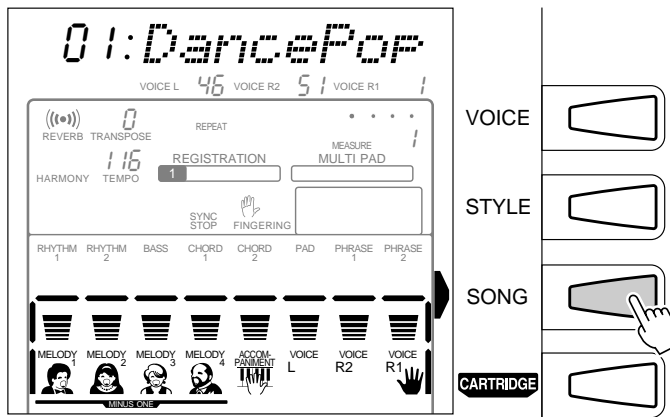 01:DancePop
VOICE L 46 VOICE R2 51 VOICE R1 1
REVERB 0 TRANSPOSE REPEAT
MEASURE 1
116 REGISTRATION MULTI PAD
HARMONY TEMPO 1
SYNC STOP FINGERING
RHYTHM 1 RHYTHM 2 BASS CHORD 1 CHORD 2 PAD PHRASE 1 PHRASE 2
MELODY 1 MELODY 2 MELODY 3 MELODY 4 ACCOM-PANIMENT VOICE L VOICE R2 VOICE R1
MINUS ONE
VOICE
STYLE
SONG
CARTRIDGE